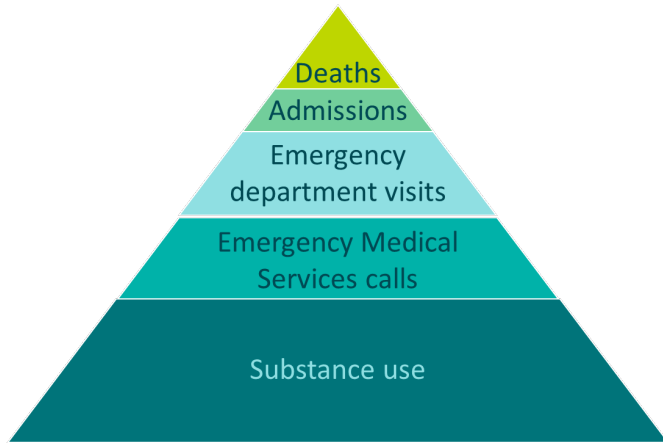 Deaths
Admissions
Emergency
department visits
Emergency Medical
Services calls
Substance use